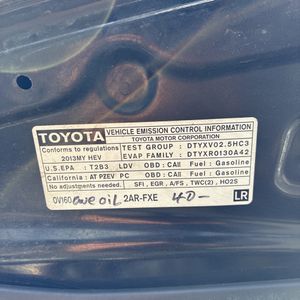 TOYOTA VEHICLE EMISSION CONTROL INFORMATION
TOYOTA MOTOR CORPORATION
Conforms to regulations
2013MY HEV
TEST GROUP : DTYXV02.5HC3
EVAP FAMILY : DTYXR0130A42
U.S.EPA : T2B3 LDV OBD : CAII Fuel : Gasoline
California : AT PZEV PC OBD : CAII Fuel : Gasoline
No adjustments needed. SFI, EGR, A/FS, TWC(2), HO2S
OV160 oil 2AR-FXE 40- LR